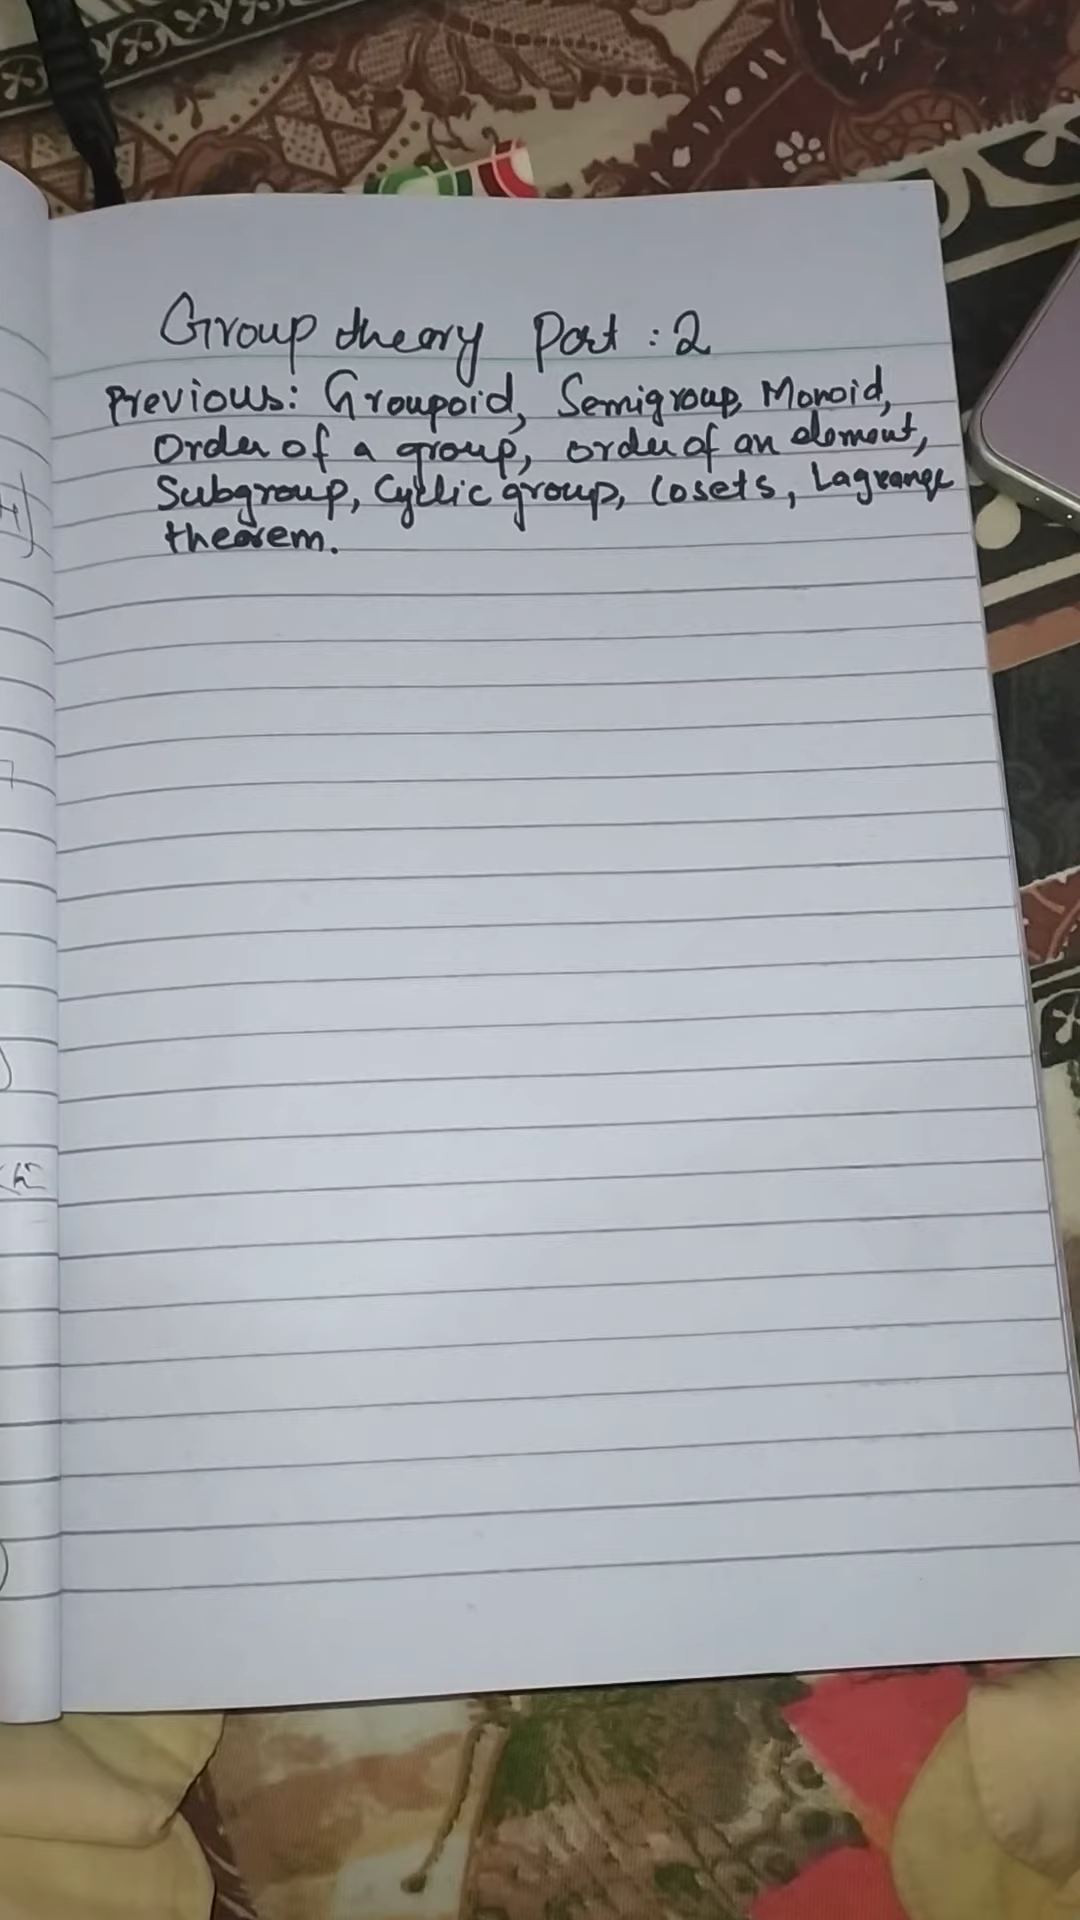 Group theory Part : 2
Previous: Groupoid, Semigroup, Monoid,
Order of a group, order of an element,
Subgroup, Cyclic group, Cosets, Lagrange
theorem.